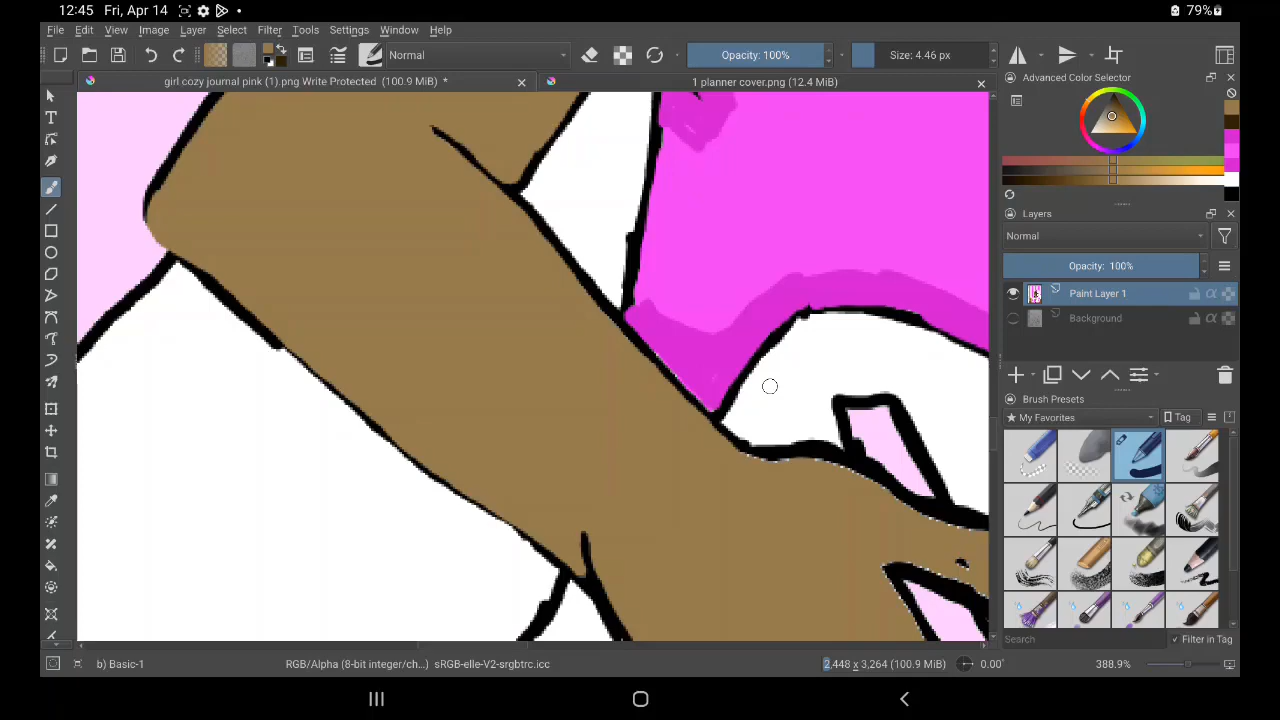 12:45 Fri, Apr 14
79%
File Edit View Image Layer Select Filter Tools Settings Window Help
Normal
Opacity: 100%
Size: 4.46 px
girl cozy journal pink (1).png Write Protected (100.9 MiB) *
1 planner cover.png (12.4 MiB)
Advanced Color Selector
Layers
Normal
Opacity: 100%
Paint Layer 1
Background
Brush Presets
My Favorites
Tag
Search
Filter in Tag
b) Basic-1
RGB/Alpha (8-bit integer/ch...) sRGB-elle-V2-srgbtrc.icc
2,448 x 3,264 (100.9 MiB)
0.00°
388.9%